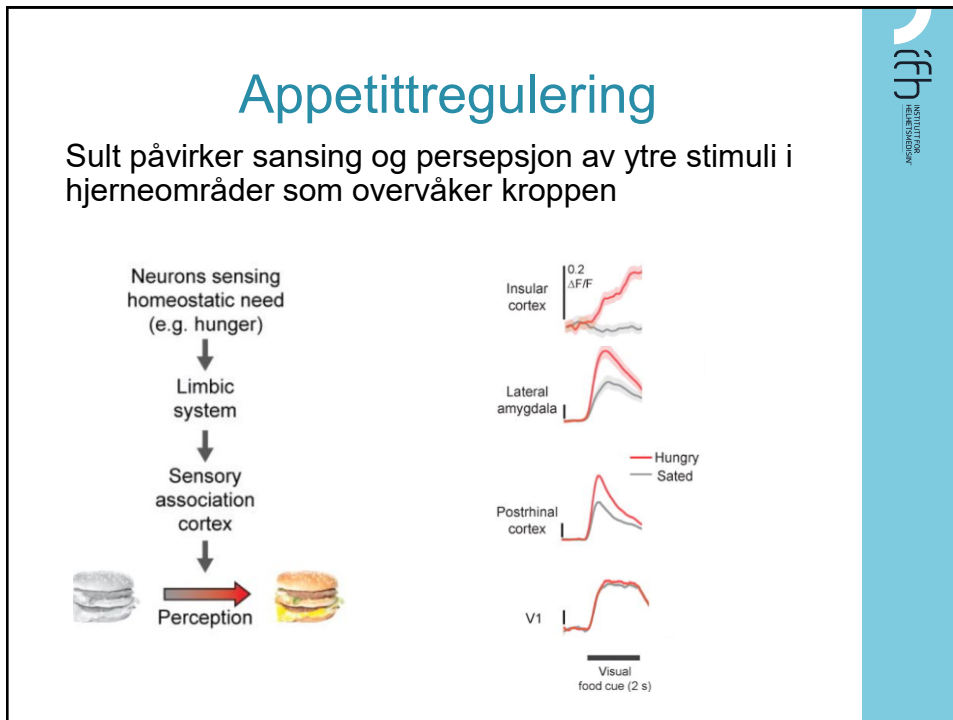 Appetittregulering
Sult påvirker sansing og persepsjon av ytre stimuli i
hjerneområder som overvåker kroppen
Neurons sensing
homeostatic need
(e.g. hunger)
Limbic
system
Sensory
association
cortex
Perception
Insular
cortex
0.2
ΔF/F
Lateral
amygdala
Hungry
Sated
Postrhinal
cortex
V1
Visual
food cue (2 s)
ifh
INSTITUTT FOR
HELHETSMEDISIN